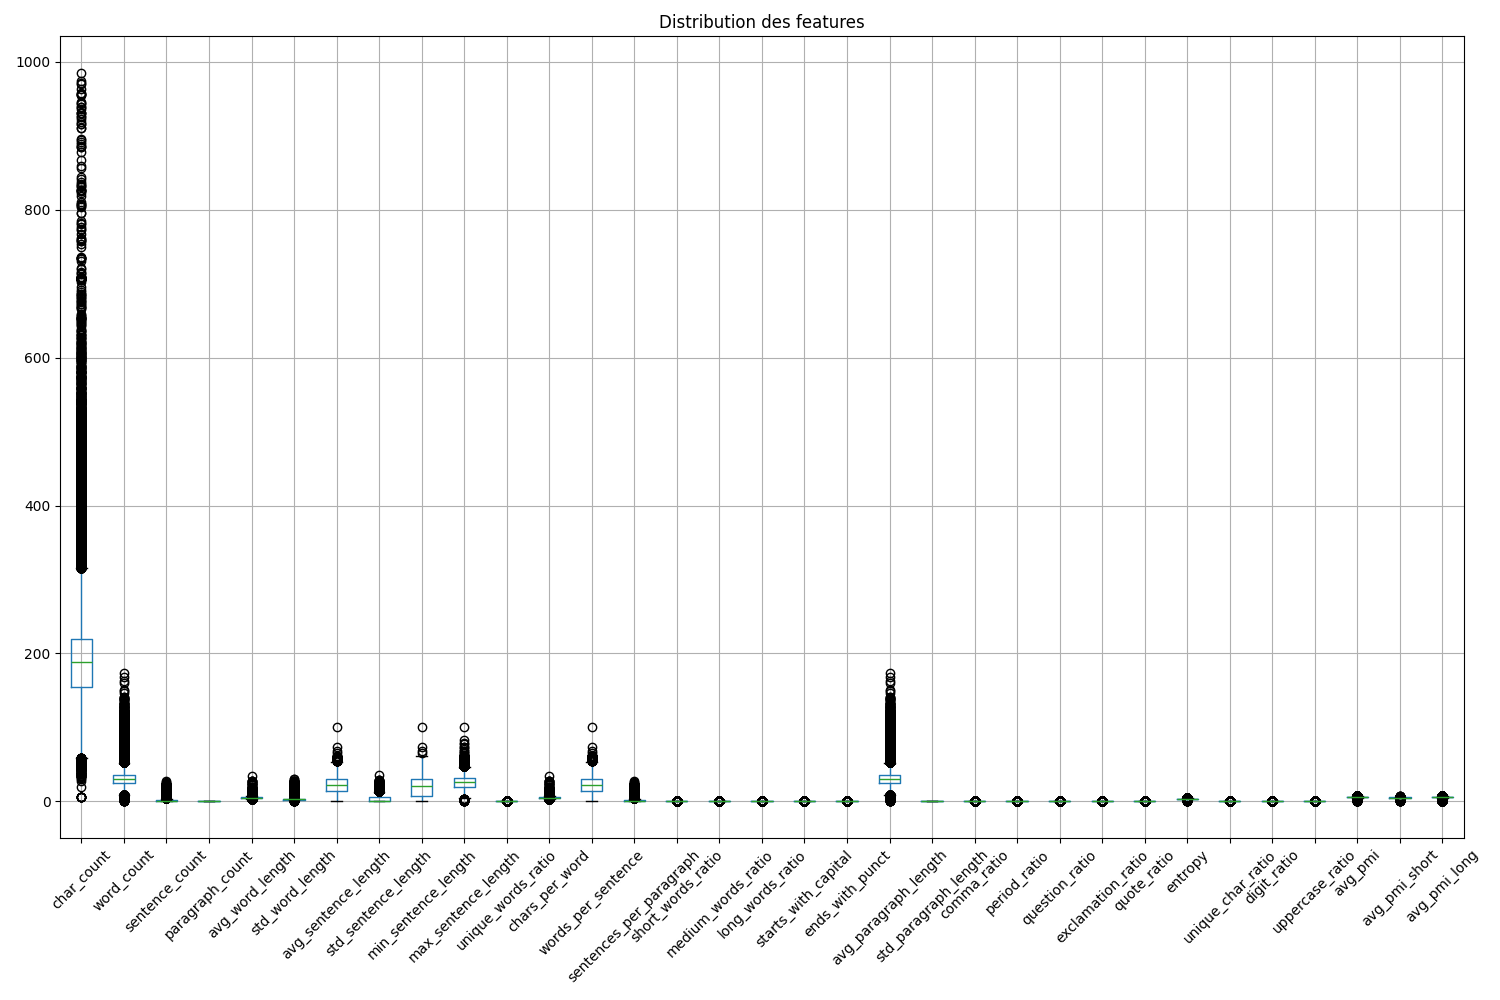 Distribution des features
1000
800
600
400
200
0
char_count
word_count
sentence_count
paragraph_count
avg_word_length
std_word_length
avg_sentence_length
std_sentence_length
min_sentence_length
max_sentence_length
unique_words_ratio
chars_per_word
words_per_sentence
sentences_per_paragraph
short_words_ratio
medium_words_ratio
long_words_ratio
starts_with_capital
ends_with_punct
avg_paragraph_length
std_paragraph_length
comma_ratio
period_ratio
question_ratio
exclamation_ratio
quote_ratio
entropy
unique_char_ratio
digit_ratio
uppercase_ratio
avg_pmi
avg_pmi_short
avg_pmi_long